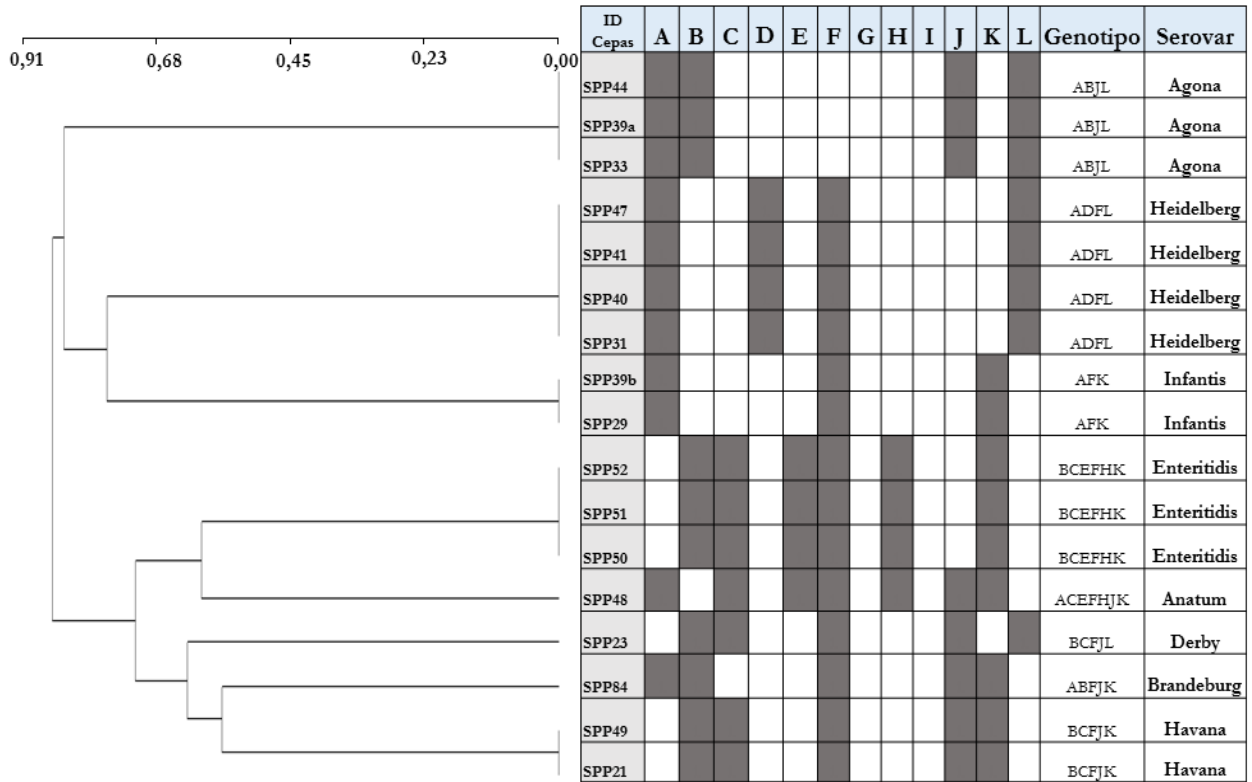 0,91 0,68 0,45 0,23 0,00
ID Cepas A B C D E F G H I J K L Genotipo Serovar
SPP44 ABJL Agona
SPP39a ABJL Agona
SPP33 ABJL Agona
SPP47 ADFL Heidelberg
SPP41 ADFL Heidelberg
SPP40 ADFL Heidelberg
SPP31 ADFL Heidelberg
SPP39b AFK Infantis
SPP29 AFK Infantis
SPP52 BCEFHK Enteritidis
SPP51 BCEFHK Enteritidis
SPP50 BCEFHK Enteritidis
SPP48 ACEFHJK Anatum
SPP23 BCFJL Derby
SPP84 ABFJK Brandeburg
SPP49 BCFJK Havana
SPP21 BCFJK Havana